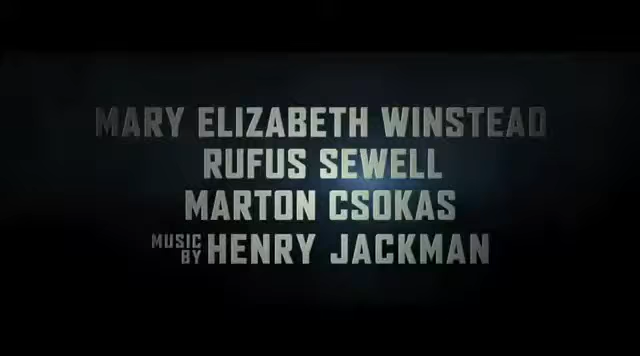 MARY ELIZABETH WINSTEAD
RUFUS SEWELL
MARTON CSOKAS
MUSIC BY HENRY JACKMAN